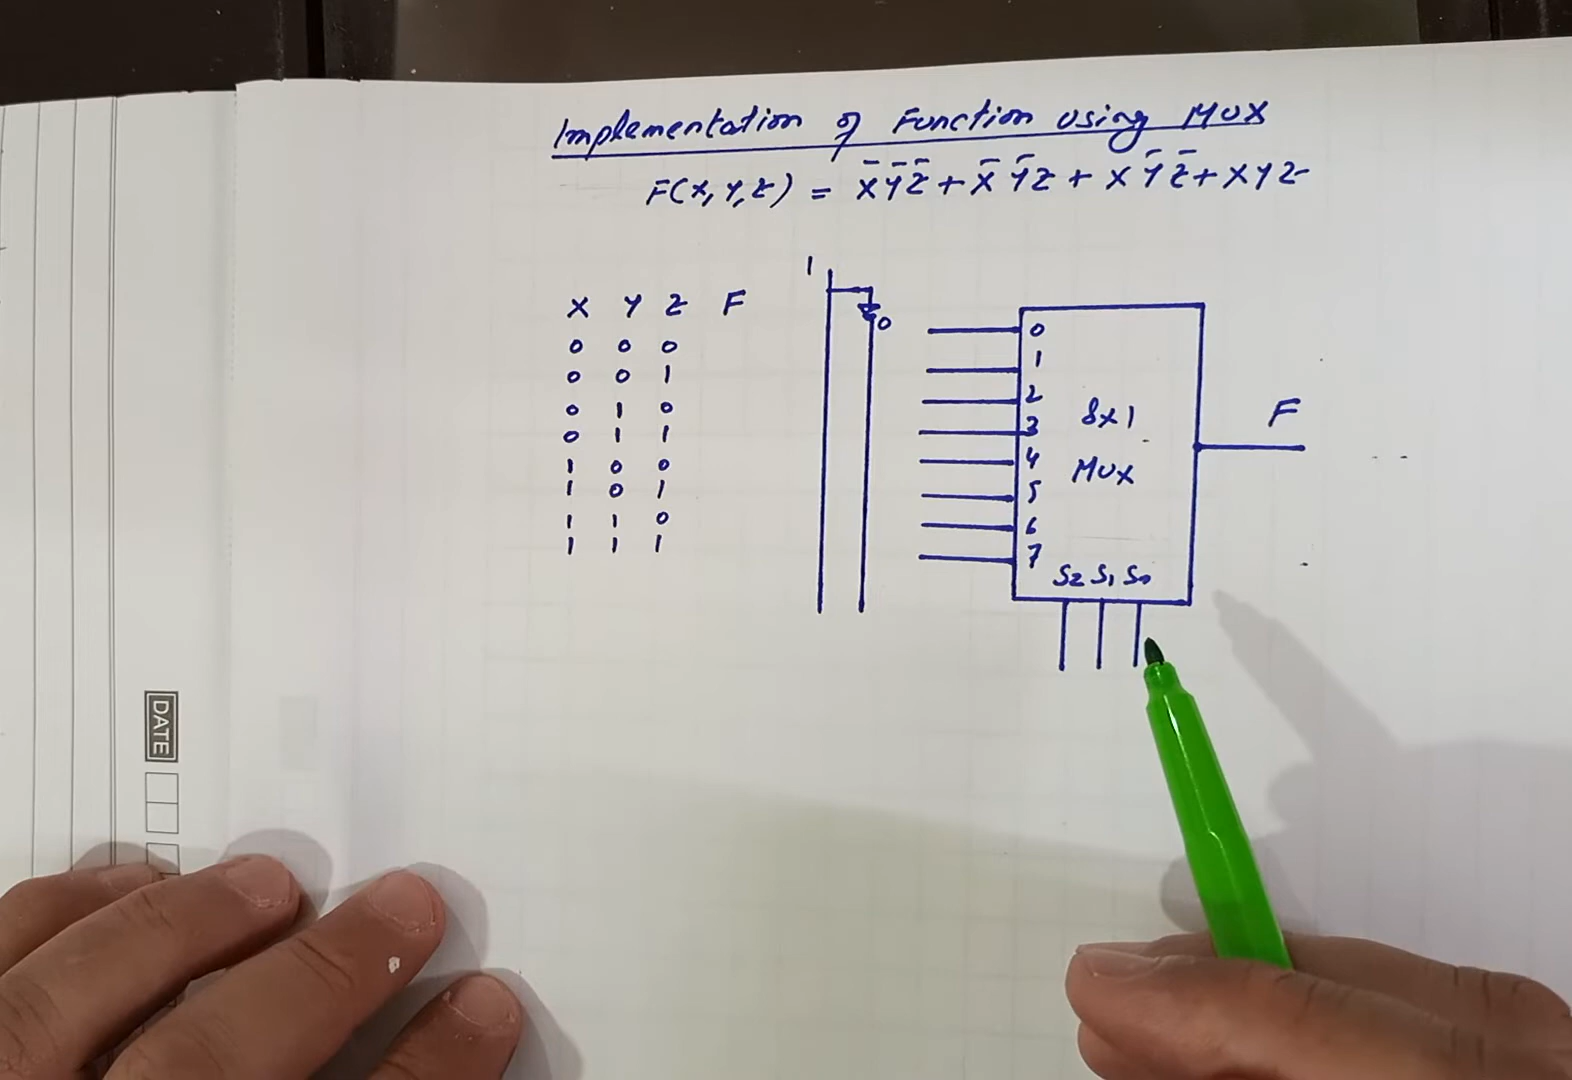 Implementation of Function using MUX
F(X,Y,Z) = X̄ȲZ̄ + X̄ȲZ + XȲZ̄ + XYZ
X Y Z F
0 0 0
0 0 1
0 1 0
0 1 1
1 0 0
1 0 1
1 1 0
1 1 1
1
0
0
1
2
3
4
5
6
7
8x1
MUX
S2 S1 S0
F
DATE